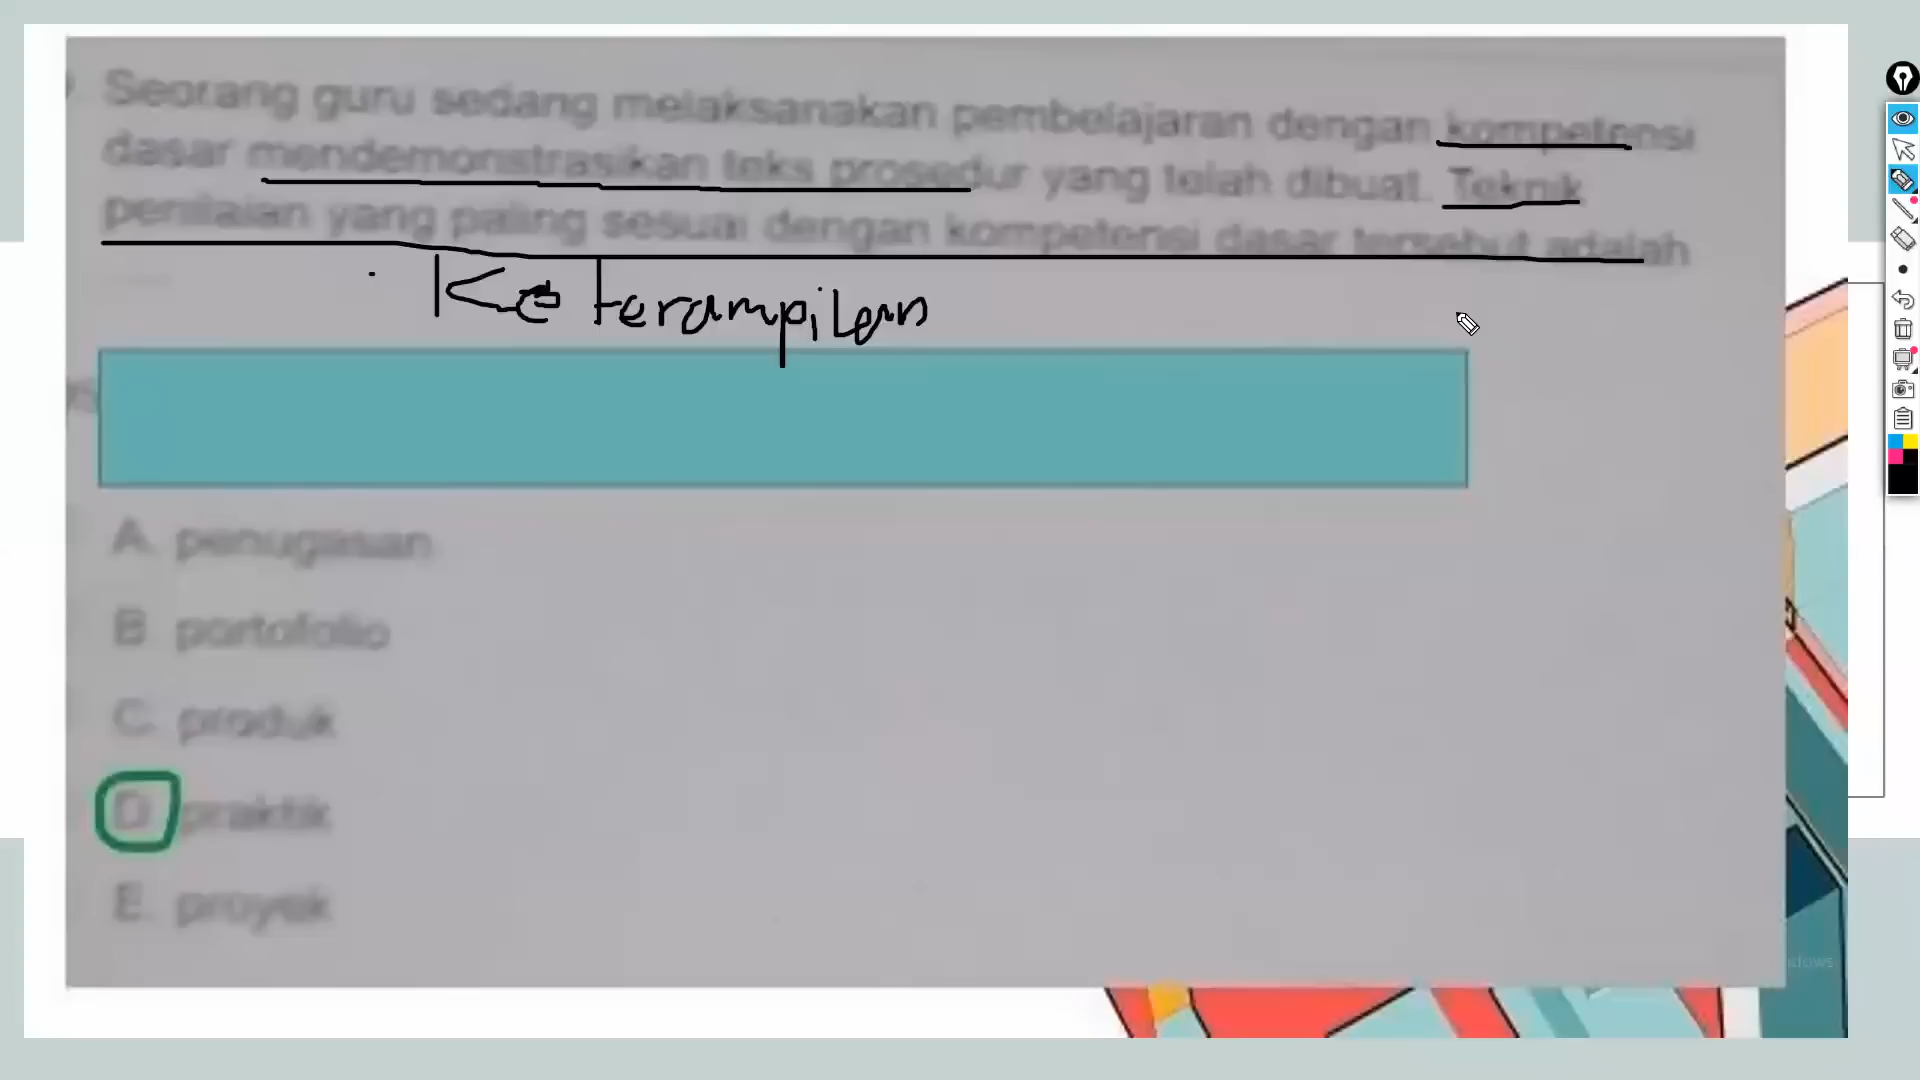 Seorang guru sedang melaksanakan pembelajaran dengan kompetensi
dasar mendemonstrasikan teks prosedur yang telah dibuat. Teknik
penilaian yang paling sesuai dengan kompetensi dasar tersebut adalah
Keterampilan
A. penugasan
B. portofolio
C. produk
D. praktik
E. proyek